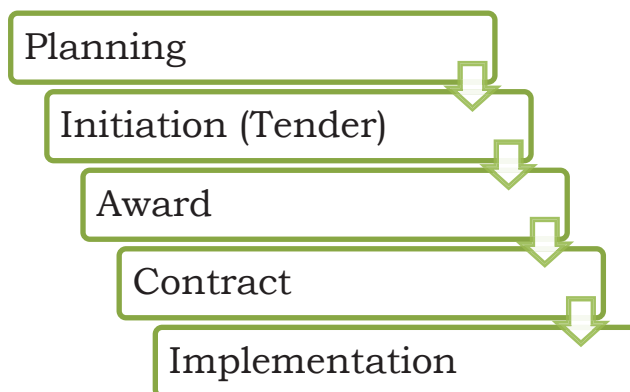 Planning
Initiation (Tender)
Award
Contract
Implementation